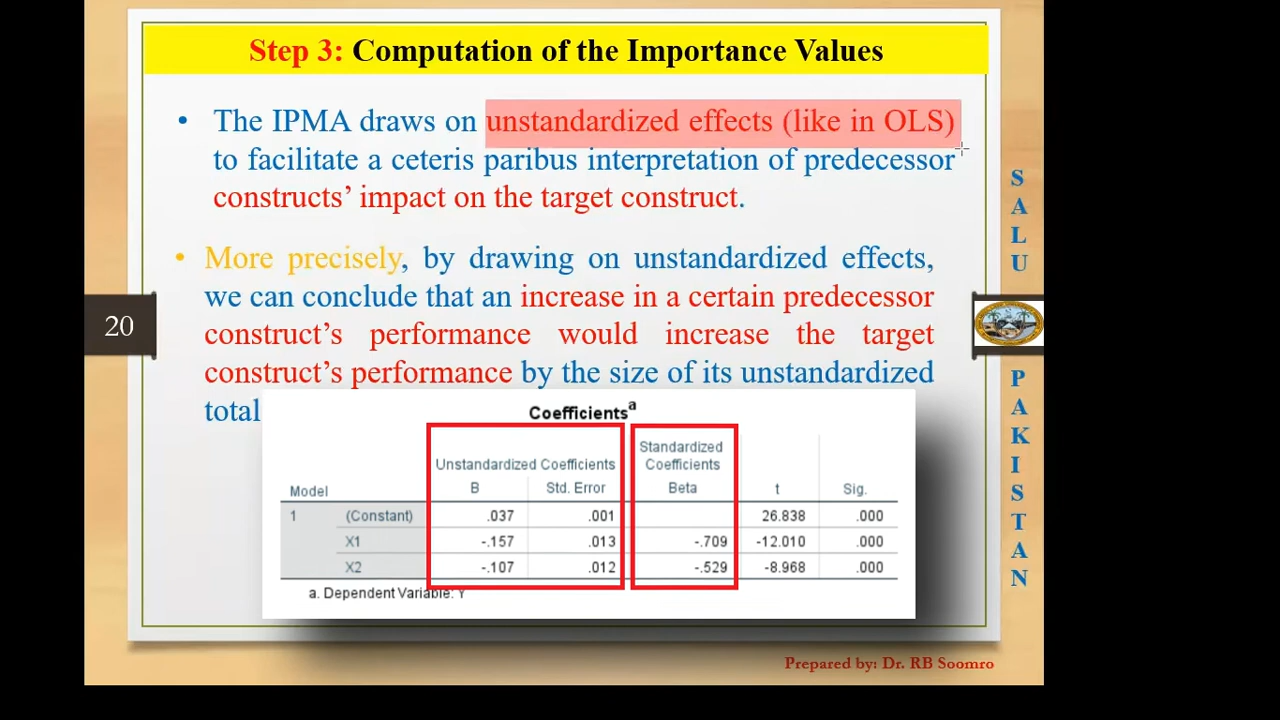 Step 3: Computation of the Importance Values
• The IPMA draws on unstandardized effects (like in OLS)
to facilitate a ceteris paribus interpretation of predecessor
constructs’ impact on the target construct.
• More precisely, by drawing on unstandardized effects,
we can conclude that an increase in a certain predecessor
construct’s performance would increase the target
construct’s performance by the size of its unstandardized
total
20
Coefficientsa
Unstandardized Coefficients
Standardized
Coefficients
Model B Std. Error Beta t Sig.
1 (Constant) .037 .001 26.838 .000
X1 -.157 .013 -.709 -12.010 .000
X2 -.107 .012 -.529 -8.968 .000
a. Dependent Variable: Y
SALU
PAKISTAN
Prepared by: Dr. RB Soomro